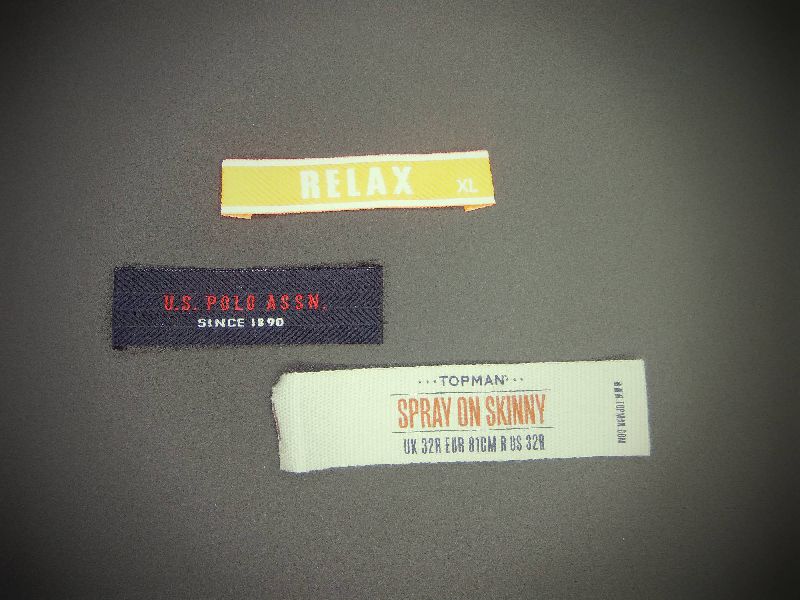 RELAX XL
U.S. POLO ASSN.
SINCE 1890
TOPMAN
SPRAY ON SKINNY
UK 32R EUR 81CM R US 32R
WWW.TOPMAN.COM